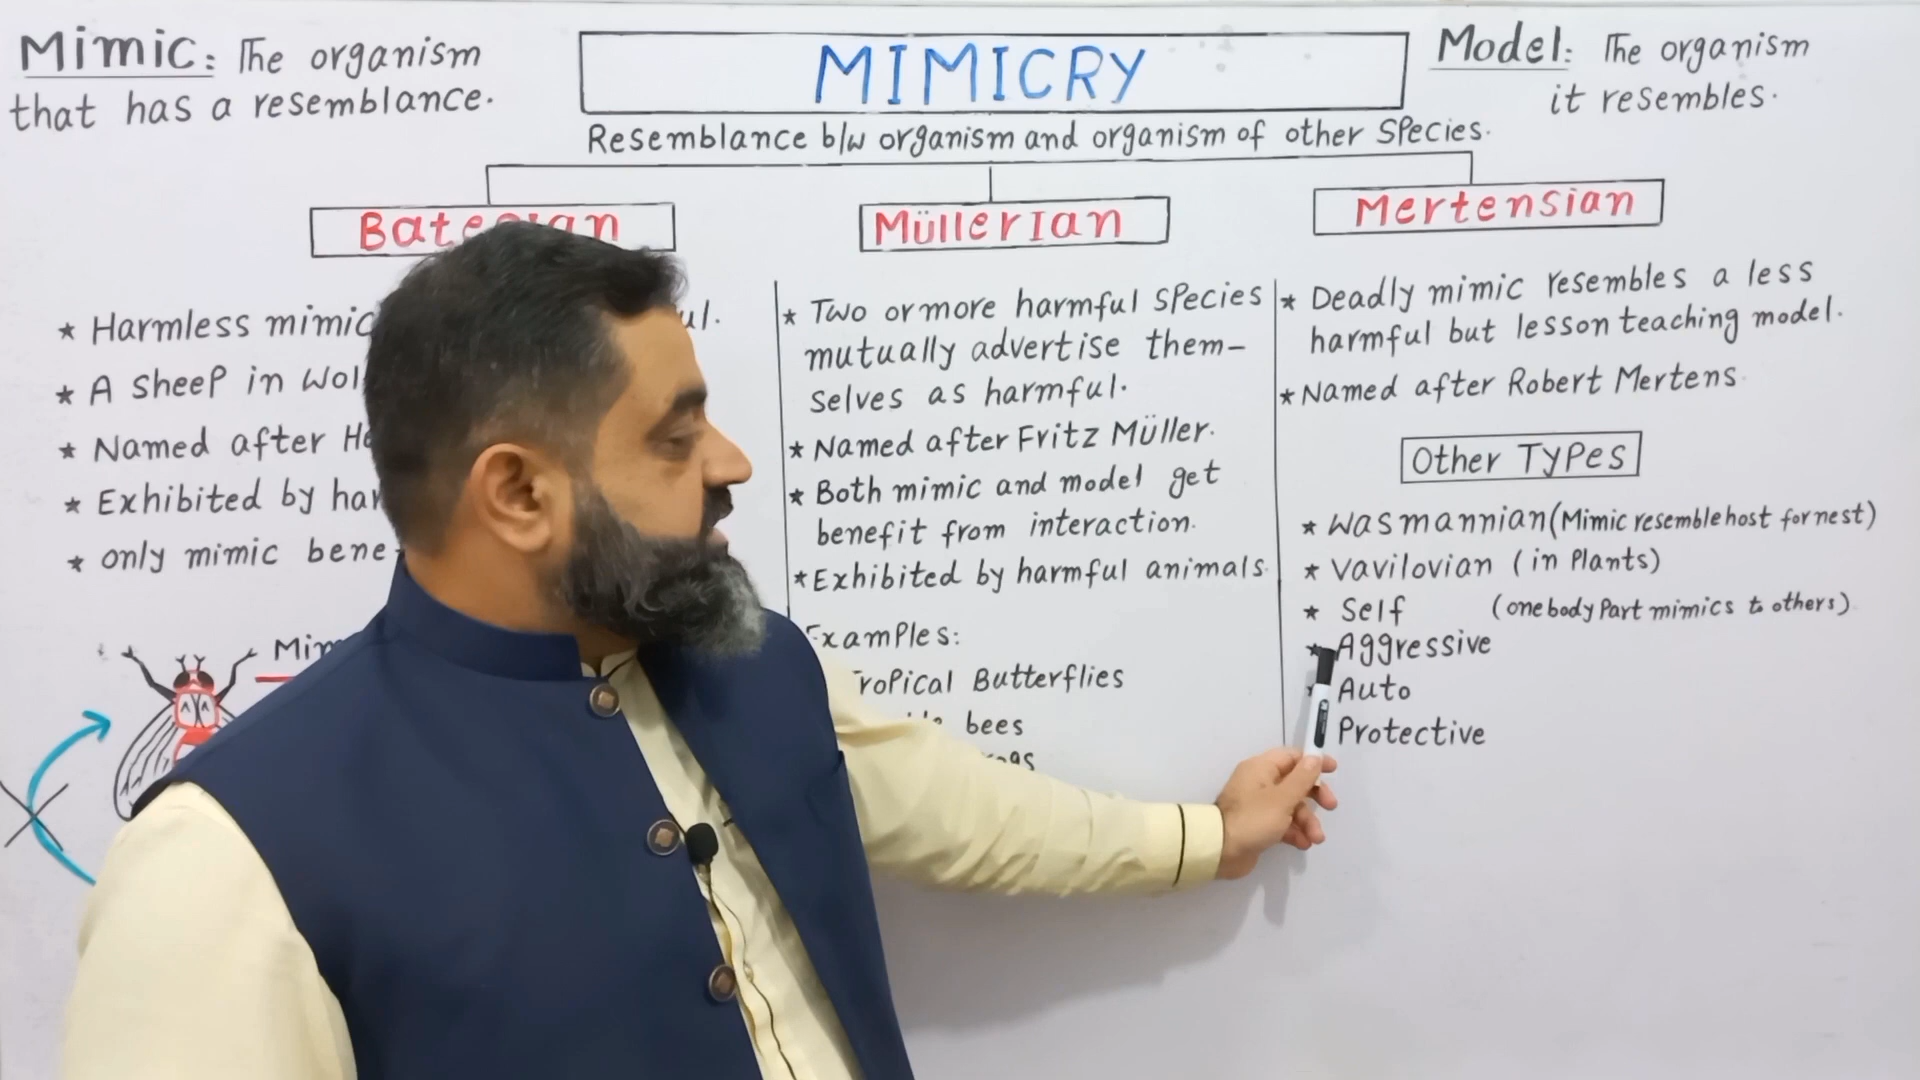 Mimic: The organism
that has a resemblance.
MIMICRY
Resemblance b/w organism and organism of other Species.
Model: The organism
it resembles.
Batesian
* Harmless mimic
* A Sheep in
* Named after
* Exhibited by
* only mimic
Müllerian
* Two or more harmful Species
mutually advertise them-
selves as harmful.
* Named after Fritz Müller.
* Both mimic and model get
benefit from interaction.
* Exhibited by harmful animals.
Examples:
Tropical Butterflies
bees
Mertensian
* Deadly mimic resembles a less
harmful but lesson teaching model.
* Named after Robert Mertens.
Other Types
* Wasmannian (Mimic resemble host for nest)
* Vavilovian (in Plants)
* Self (one body Part mimics to others)
* Aggressive
* Auto
Protective